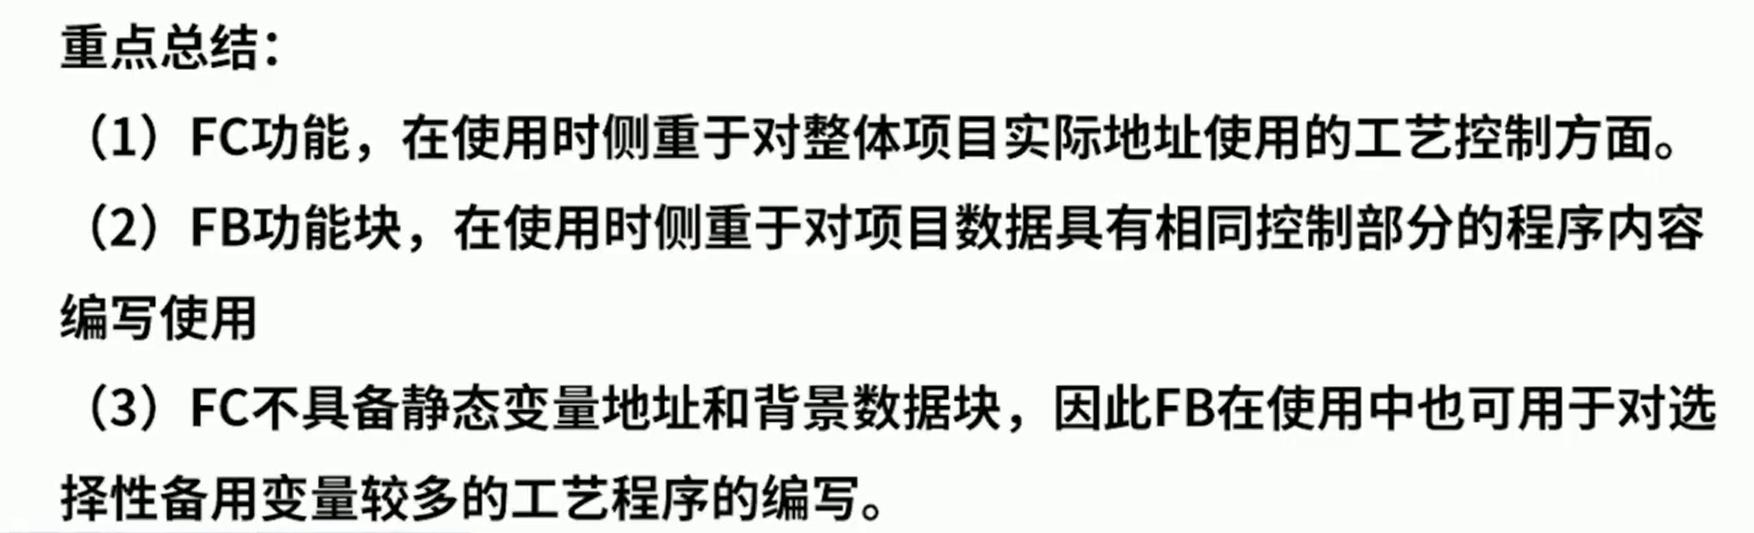 重点总结：
（1）FC功能，在使用时侧重于对整体项目实际地址使用的工艺控制方面。
（2）FB功能块，在使用时侧重于对项目数据具有相同控制部分的程序内容
编写使用
（3）FC不具备静态变量地址和背景数据块，因此FB在使用中也可用于对选
择性备用变量较多的工艺程序的编写。